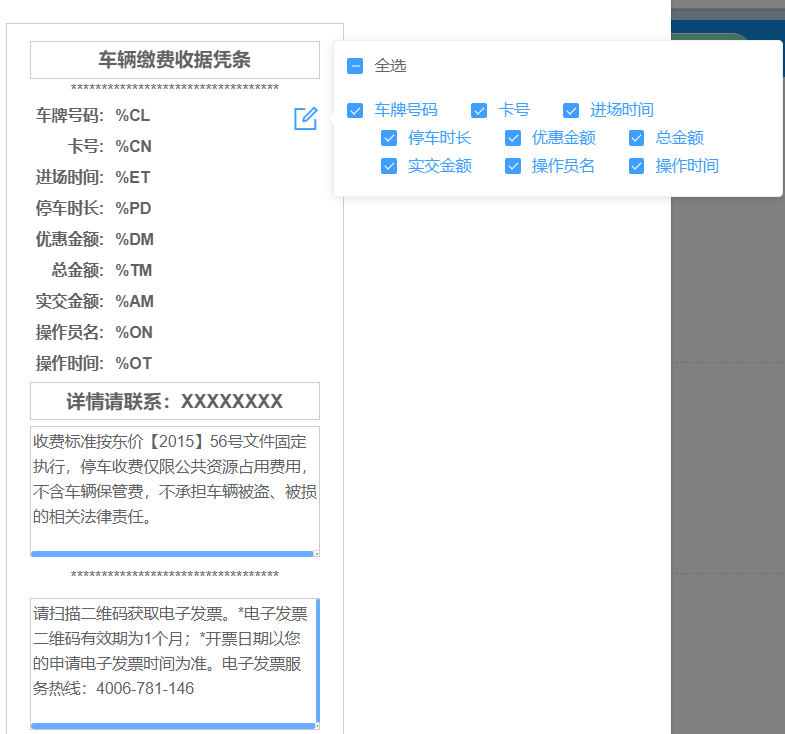 车辆缴费收据凭条
**********************************
车牌号码： %CL
卡号： %CN
进场时间： %ET
停车时长： %PD
优惠金额： %DM
总金额： %TM
实交金额： %AM
操作员名： %ON
操作时间： %OT
详情请联系：XXXXXXXX
收费标准按东价【2015】56号文件固定
执行，停车收费仅限公共资源占用费用，
不含车辆保管费，不承担车辆被盗、被损
的相关法律责任。
**********************************
请扫描二维码获取电子发票。*电子发票
二维码有效期为1个月；*开票日期以您
的申请电子发票时间为准。电子发票服
务热线：4006-781-146
全选
车牌号码 卡号 进场时间
停车时长 优惠金额 总金额
实交金额 操作员名 操作时间